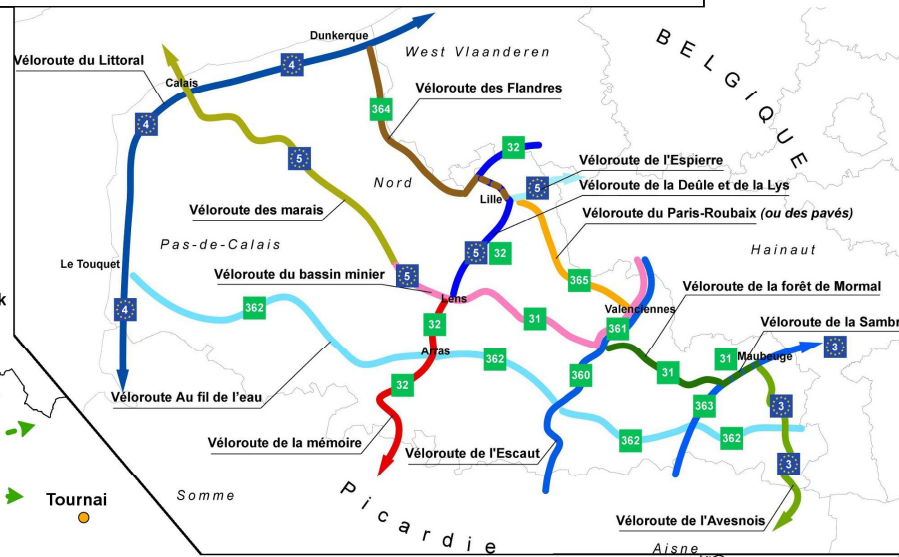 Dunkerque
West Vlaanderen
BELGiQUE
Véloroute du Littoral
4
Calais
Véloroute des Flandres
364
4
32
5
Véloroute de l'Espierre
5
Nord
Lille
Véloroute de la Deûle et de la Lys
Véloroute des marais
Véloroute du Paris-Roubaix (ou des pavés)
Pas-de-Calais
5
32
Hainaut
Le Touquet
Véloroute du bassin minier
5
365
Véloroute de la forêt de Mormal
Lens
4
362
32
31
Valenciennes
361
Véloroute de la Sambr
Arras
362
31
Maubeuge
3
360
31
32
363
3
Véloroute Au fil de l'eau
Véloroute de la mémoire
Véloroute de l'Escaut
362
362
3
Tournai
Somme
Picardie
Véloroute de l'Avesnois
Aisne